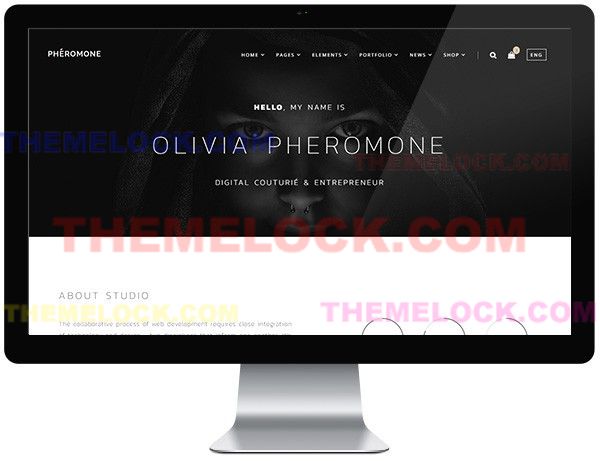 PHÉROMONE
HOME PAGES ELEMENTS PORTFOLIO NEWS SHOP ENG
HELLO, MY NAME IS
THEMELOCK.COM
OLIVIA PHEROMONE
THEMELOCK.COM
DIGITAL COUTURIÉ & ENTREPRENEUR
THEMELOCK.COM
ABOUT STUDIO
THEMELOCK.COM
THEMELOCK.COM
The collaborative process of web development requires close integration